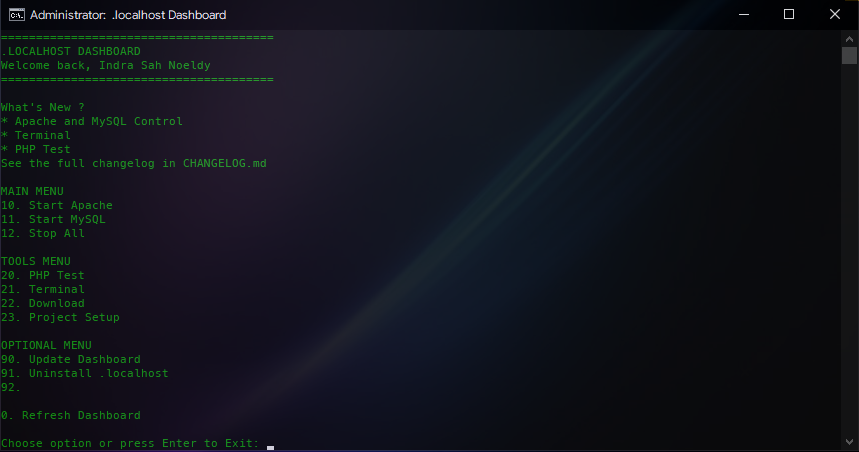 Administrator: .localhost Dashboard
=======================================
.LOCALHOST DASHBOARD
Welcome back, Indra Sah Noeldy
=======================================
What's New ?
* Apache and MySQL Control
* Terminal
* PHP Test
See the full changelog in CHANGELOG.md
MAIN MENU
10. Start Apache
11. Start MySQL
12. Stop All
TOOLS MENU
20. PHP Test
21. Terminal
22. Download
23. Project Setup
OPTIONAL MENU
90. Update Dashboard
91. Uninstall .localhost
92.
0. Refresh Dashboard
Choose option or press Enter to Exit: